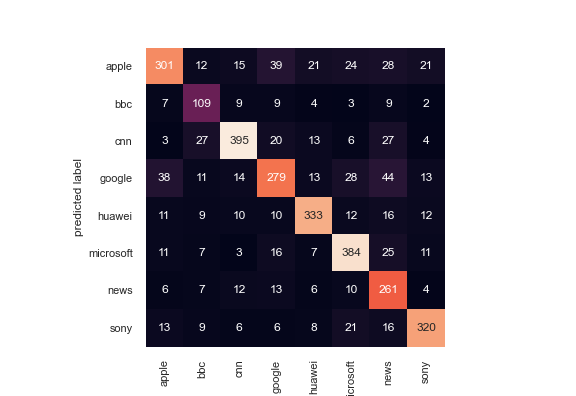 apple 301 12 15 39 21 24 28 21
bbc 7 109 9 9 4 3 9 2
cnn 3 27 395 20 13 6 27 4
google 38 11 14 279 13 28 44 13
huawei 11 9 10 10 333 12 16 12
microsoft 11 7 3 16 7 384 25 11
news 6 7 12 13 6 10 261 4
sony 13 9 6 6 8 21 16 320
predicted label
apple bbc cnn google huawei icrosoft news sony